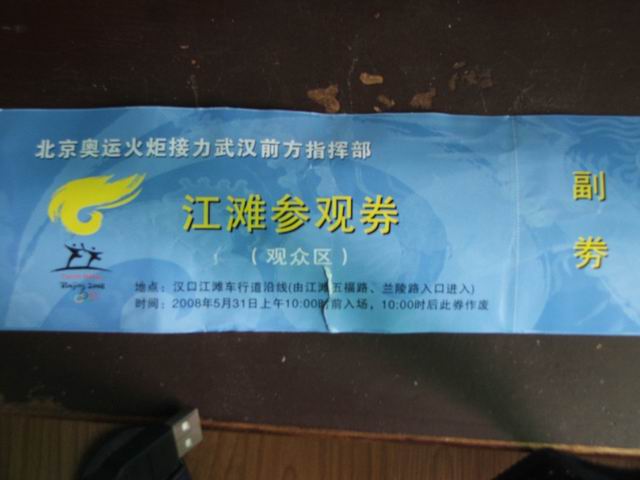 北京奥运火炬接力武汉前方指挥部
江滩参观券
（观众区）
地点：汉口江滩车行道沿线(由江滩五福路、兰陵路入口进入)
时间：2008年5月31日上午10:00时前入场，10:00时后此券作废
副
券
Beijing 2008